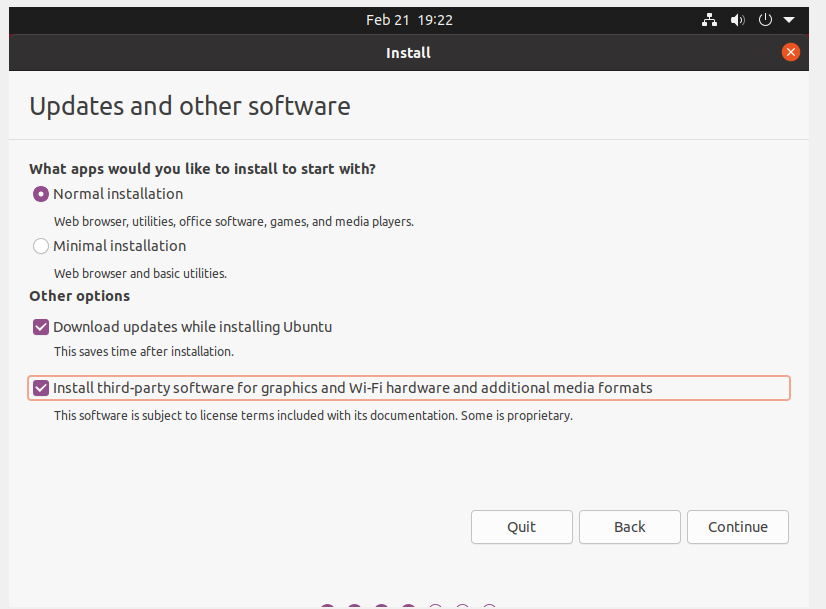 Feb 21 19:22
Install
Updates and other software
What apps would you like to install to start with?
Normal installation
Web browser, utilities, office software, games, and media players.
Minimal installation
Web browser and basic utilities.
Other options
Download updates while installing Ubuntu
This saves time after installation.
Install third-party software for graphics and Wi-Fi hardware and additional media formats
This software is subject to license terms included with its documentation. Some is proprietary.
Quit Back Continue